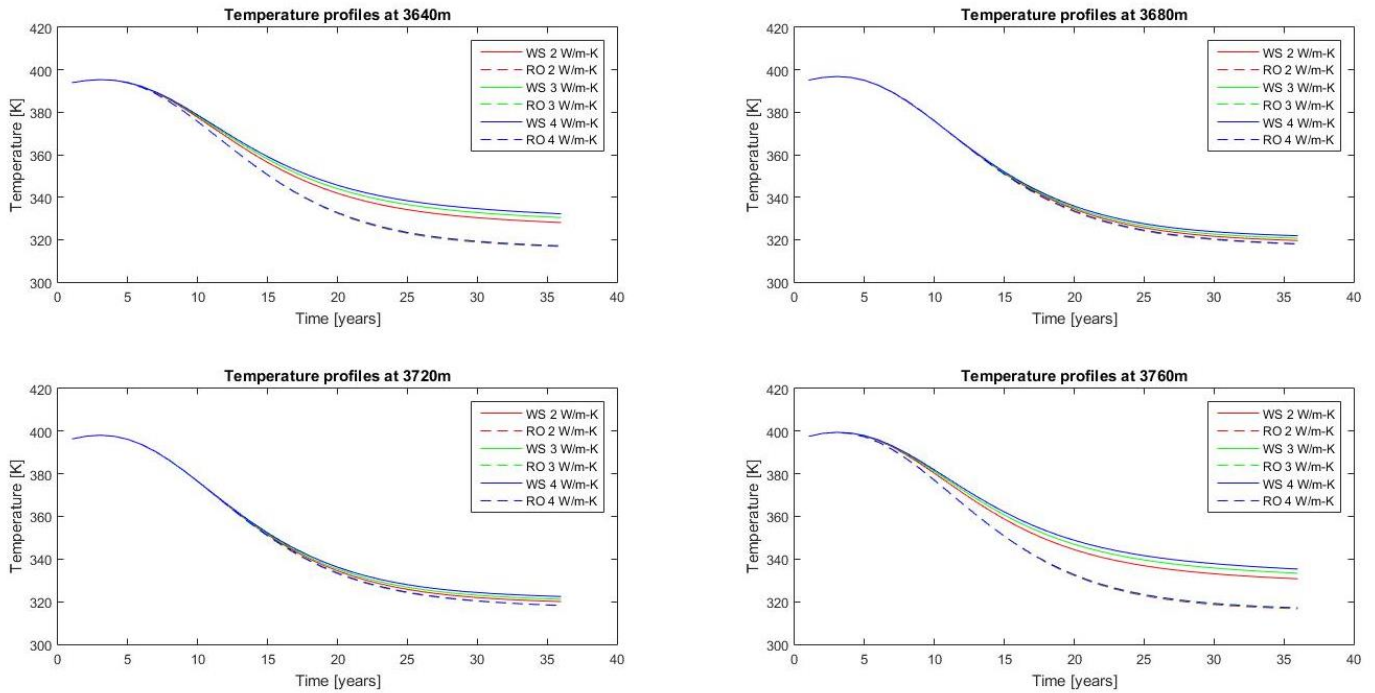 Temperature profiles at 3640m
420
400
380
360
340
320
300
Temperature [K]
WS 2 W/m-K
RO 2 W/m-K
WS 3 W/m-K
RO 3 W/m-K
WS 4 W/m-K
RO 4 W/m-K
0 5 10 15 20 25 30 35 40
Time [years]
Temperature profiles at 3680m
420
400
380
360
340
320
300
Temperature [K]
WS 2 W/m-K
RO 2 W/m-K
WS 3 W/m-K
RO 3 W/m-K
WS 4 W/m-K
RO 4 W/m-K
0 5 10 15 20 25 30 35 40
Time [years]
Temperature profiles at 3720m
420
400
380
360
340
320
300
Temperature [K]
WS 2 W/m-K
RO 2 W/m-K
WS 3 W/m-K
RO 3 W/m-K
WS 4 W/m-K
RO 4 W/m-K
0 5 10 15 20 25 30 35 40
Time [years]
Temperature profiles at 3760m
420
400
380
360
340
320
300
Temperature [K]
WS 2 W/m-K
RO 2 W/m-K
WS 3 W/m-K
RO 3 W/m-K
WS 4 W/m-K
RO 4 W/m-K
0 5 10 15 20 25 30 35 40
Time [years]